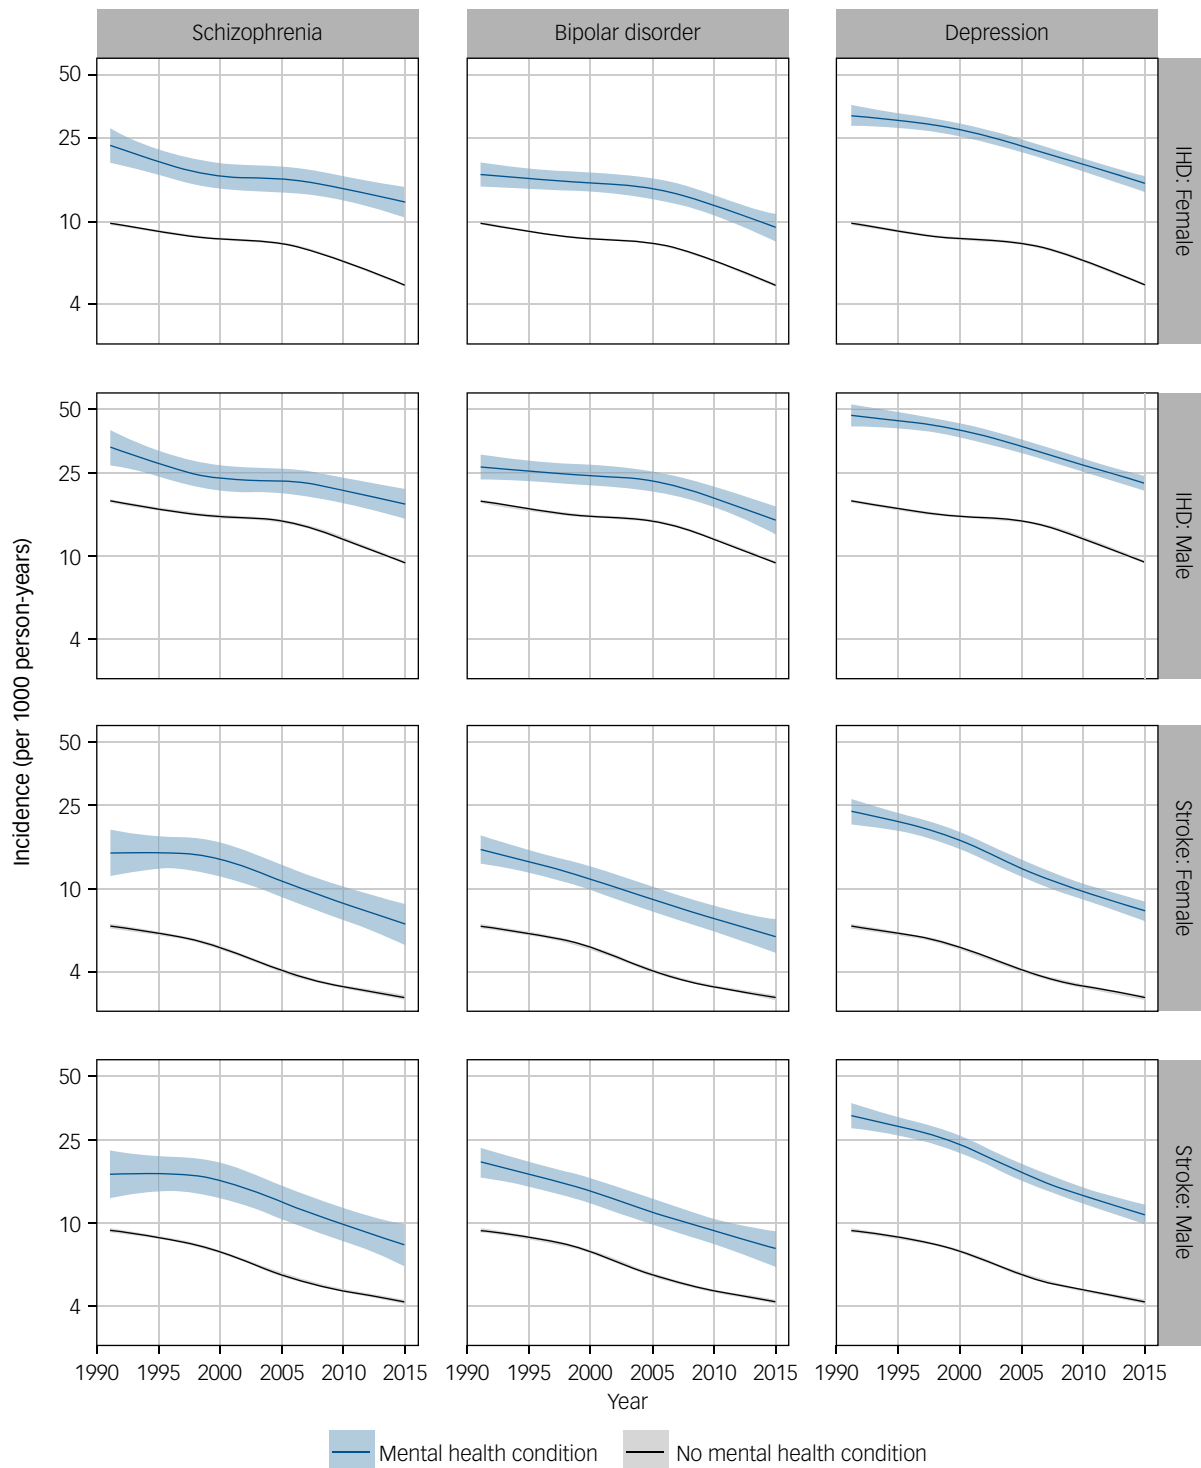 Schizophrenia Bipolar disorder Depression
Incidence (per 1000 person-years)
50
25
10
4
IHD: Female
50
25
10
4
IHD: Male
50
25
10
4
Stroke: Female
50
25
10
4
Stroke: Male
1990 1995 2000 2005 2010 2015 1990 1995 2000 2005 2010 2015 1990 1995 2000 2005 2010 2015
Year
Mental health condition No mental health condition